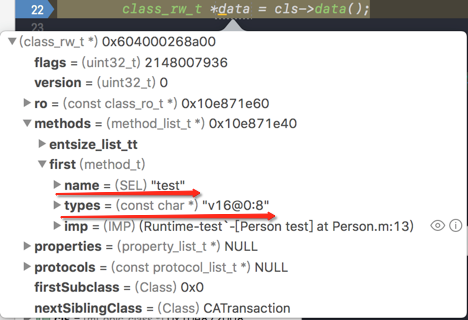 22 class_rw_t *data = cls->data();
23
(class_rw_t *) 0x604000268a00
flags = (uint32_t) 2148007936
version = (uint32_t) 0
ro = (const class_ro_t *) 0x10e871e60
methods = (method_list_t *) 0x10e871e40
entsize_list_tt
first (method_t)
name = (SEL) "test"
types = (const char *) "v16@0:8"
imp = (IMP) (Runtime-test`-[Person test] at Person.m:13)
properties = (property_list_t *) NULL
protocols = (const protocol_list_t *) NULL
firstSubclass = (Class) 0x0
nextSiblingClass = (Class) CATransaction